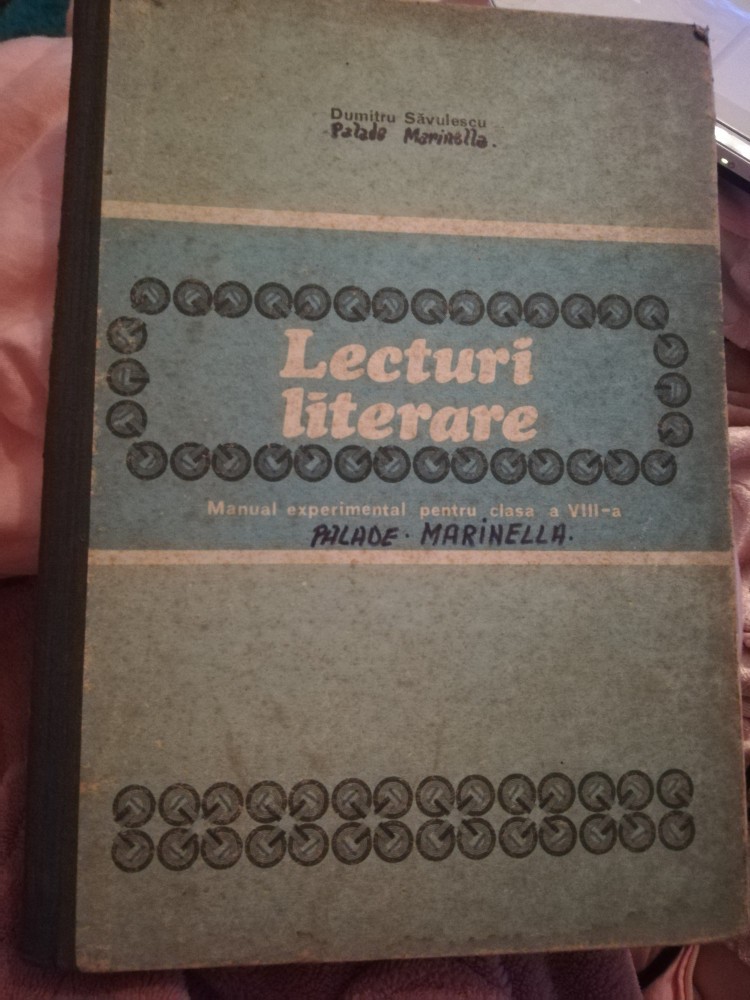 Dumitru Săvulescu
Palade Marinella.
Lecturi
literare
Manual experimental pentru clasa a VIII-a
PALADE. MARINELLA.